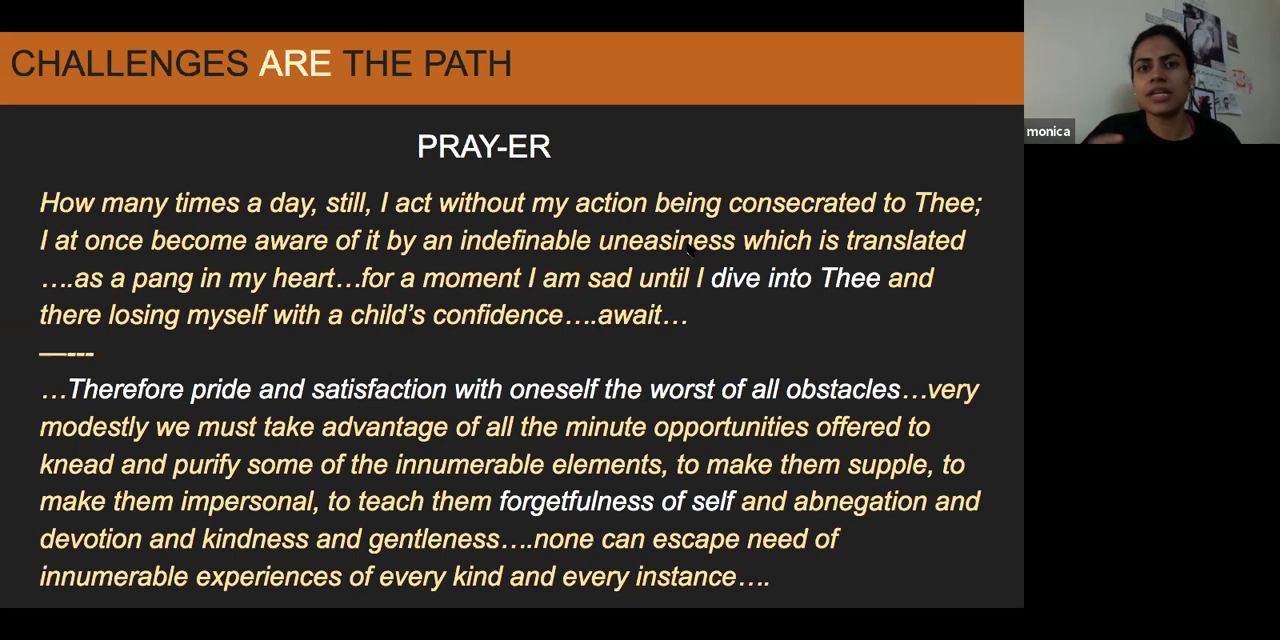 CHALLENGES ARE THE PATH
monica
PRAY-ER
How many times a day, still, I act without my action being consecrated to Thee;
I at once become aware of it by an indefinable uneasiness which is translated
….as a pang in my heart…for a moment I am sad until I dive into Thee and
there losing myself with a child’s confidence….await…
—---
…Therefore pride and satisfaction with oneself the worst of all obstacles…very
modestly we must take advantage of all the minute opportunities offered to
knead and purify some of the innumerable elements, to make them supple, to
make them impersonal, to teach them forgetfulness of self and abnegation and
devotion and kindness and gentleness….none can escape need of
innumerable experiences of every kind and every instance….